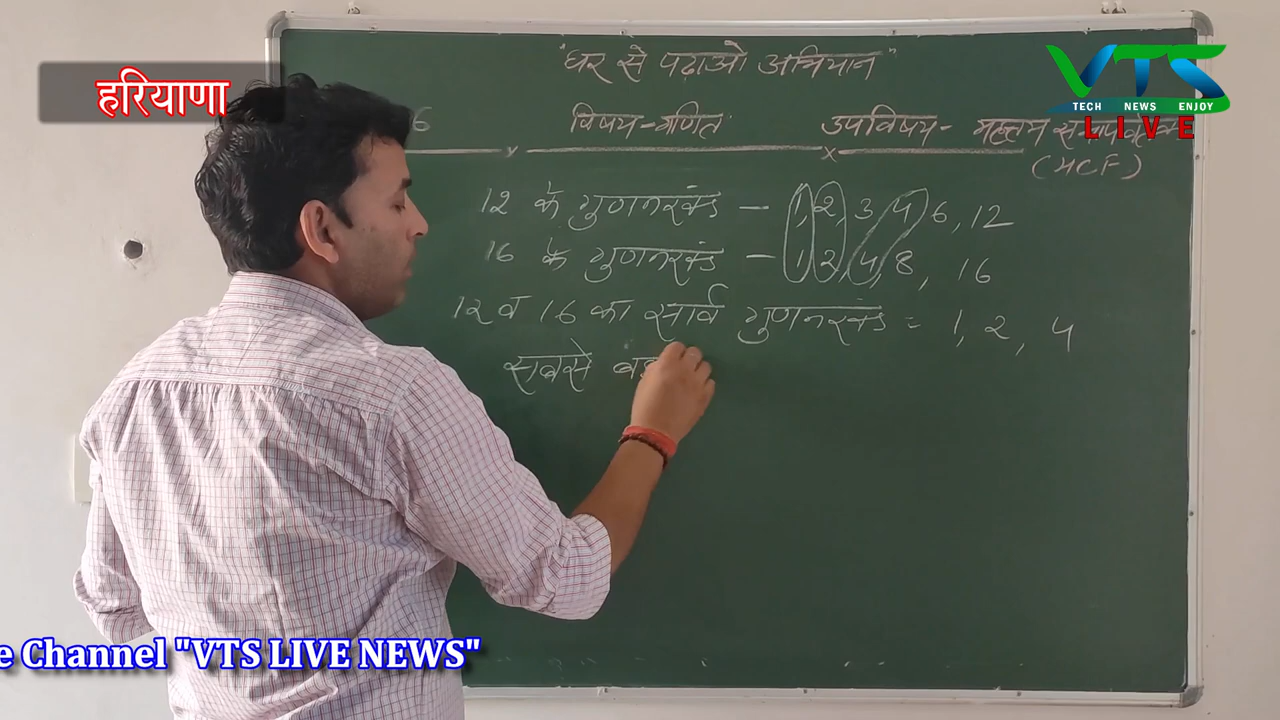 "घर से पढाओ अभियान"
हरियाणा
VTS
TECH NEWS ENJOY
LIVE
6 विषय-गणित उपविषय- महत्तम
(HCF)
12 के गुणनखंड - 1, 2, 3, 4, 6, 12
16 के गुणनखंड - 1, 2, 4, 8, 16
12 व 16 का सार्व गुणनखंड = 1, 2, 4
सबसे
e Channel "VTS LIVE NEWS"